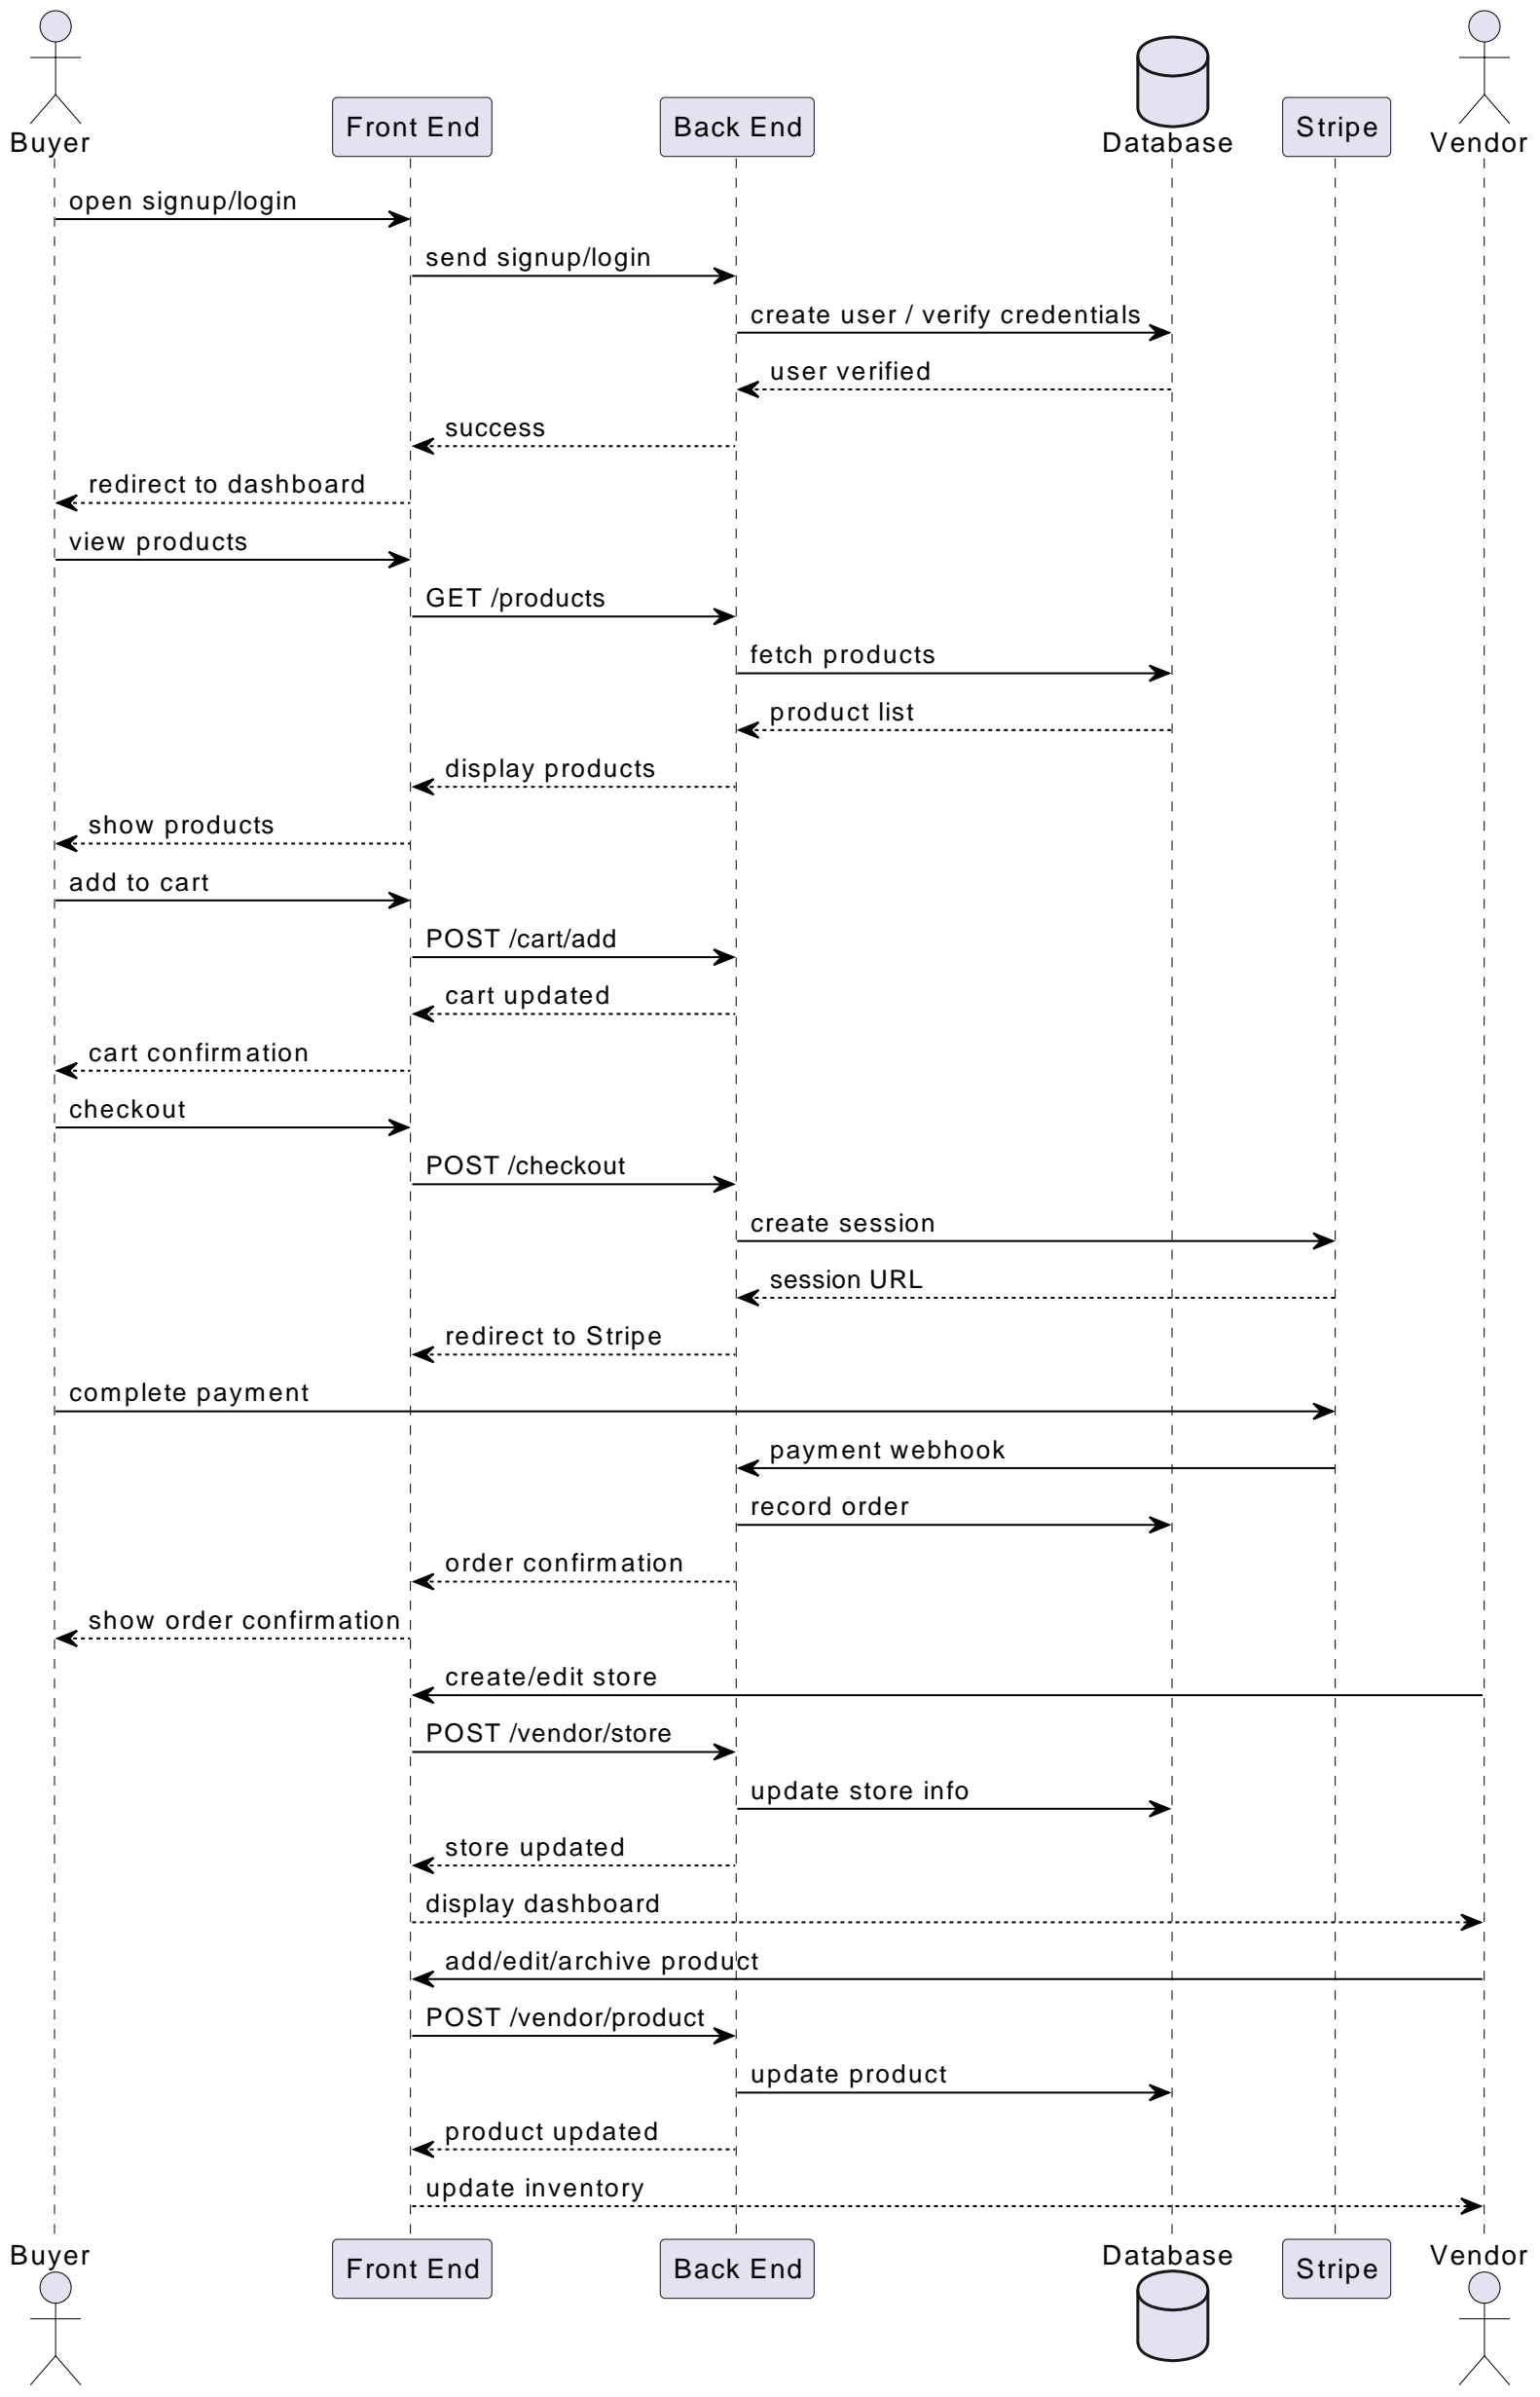 Buyer
Front End
Back End
Database
Stripe
Vendor
open signup/login
send signup/login
create user / verify credentials
user verified
success
redirect to dashboard
view products
GET /products
fetch products
product list
display products
show products
add to cart
POST /cart/add
cart updated
cart confirmation
checkout
POST /checkout
create session
session URL
redirect to Stripe
complete payment
payment webhook
record order
order confirmation
show order confirmation
create/edit store
POST /vendor/store
update store info
store updated
display dashboard
add/edit/archive product
POST /vendor/product
update product
product updated
update inventory
Buyer
Front End
Back End
Database
Stripe
Vendor